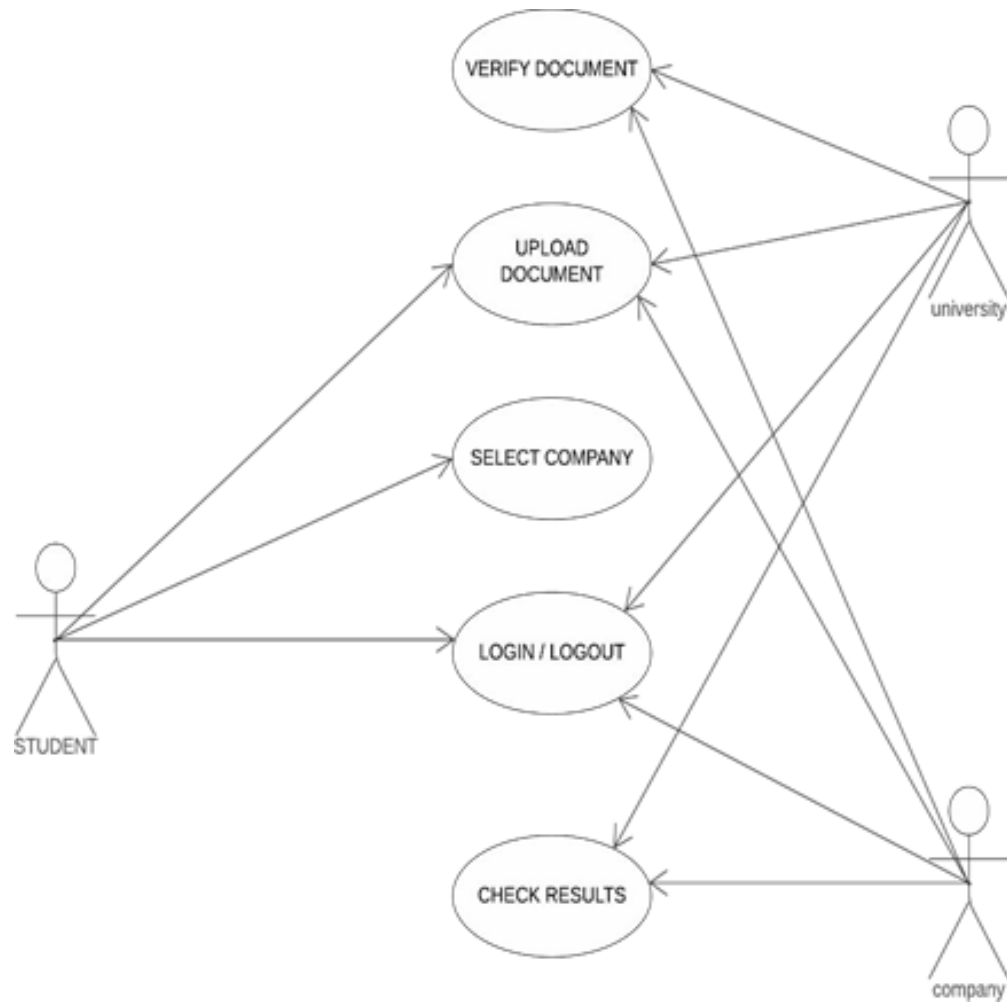 VERIFY DOCUMENT
UPLOAD
DOCUMENT
university
SELECT COMPANY
LOGIN / LOGOUT
STUDENT
CHECK RESULTS
company